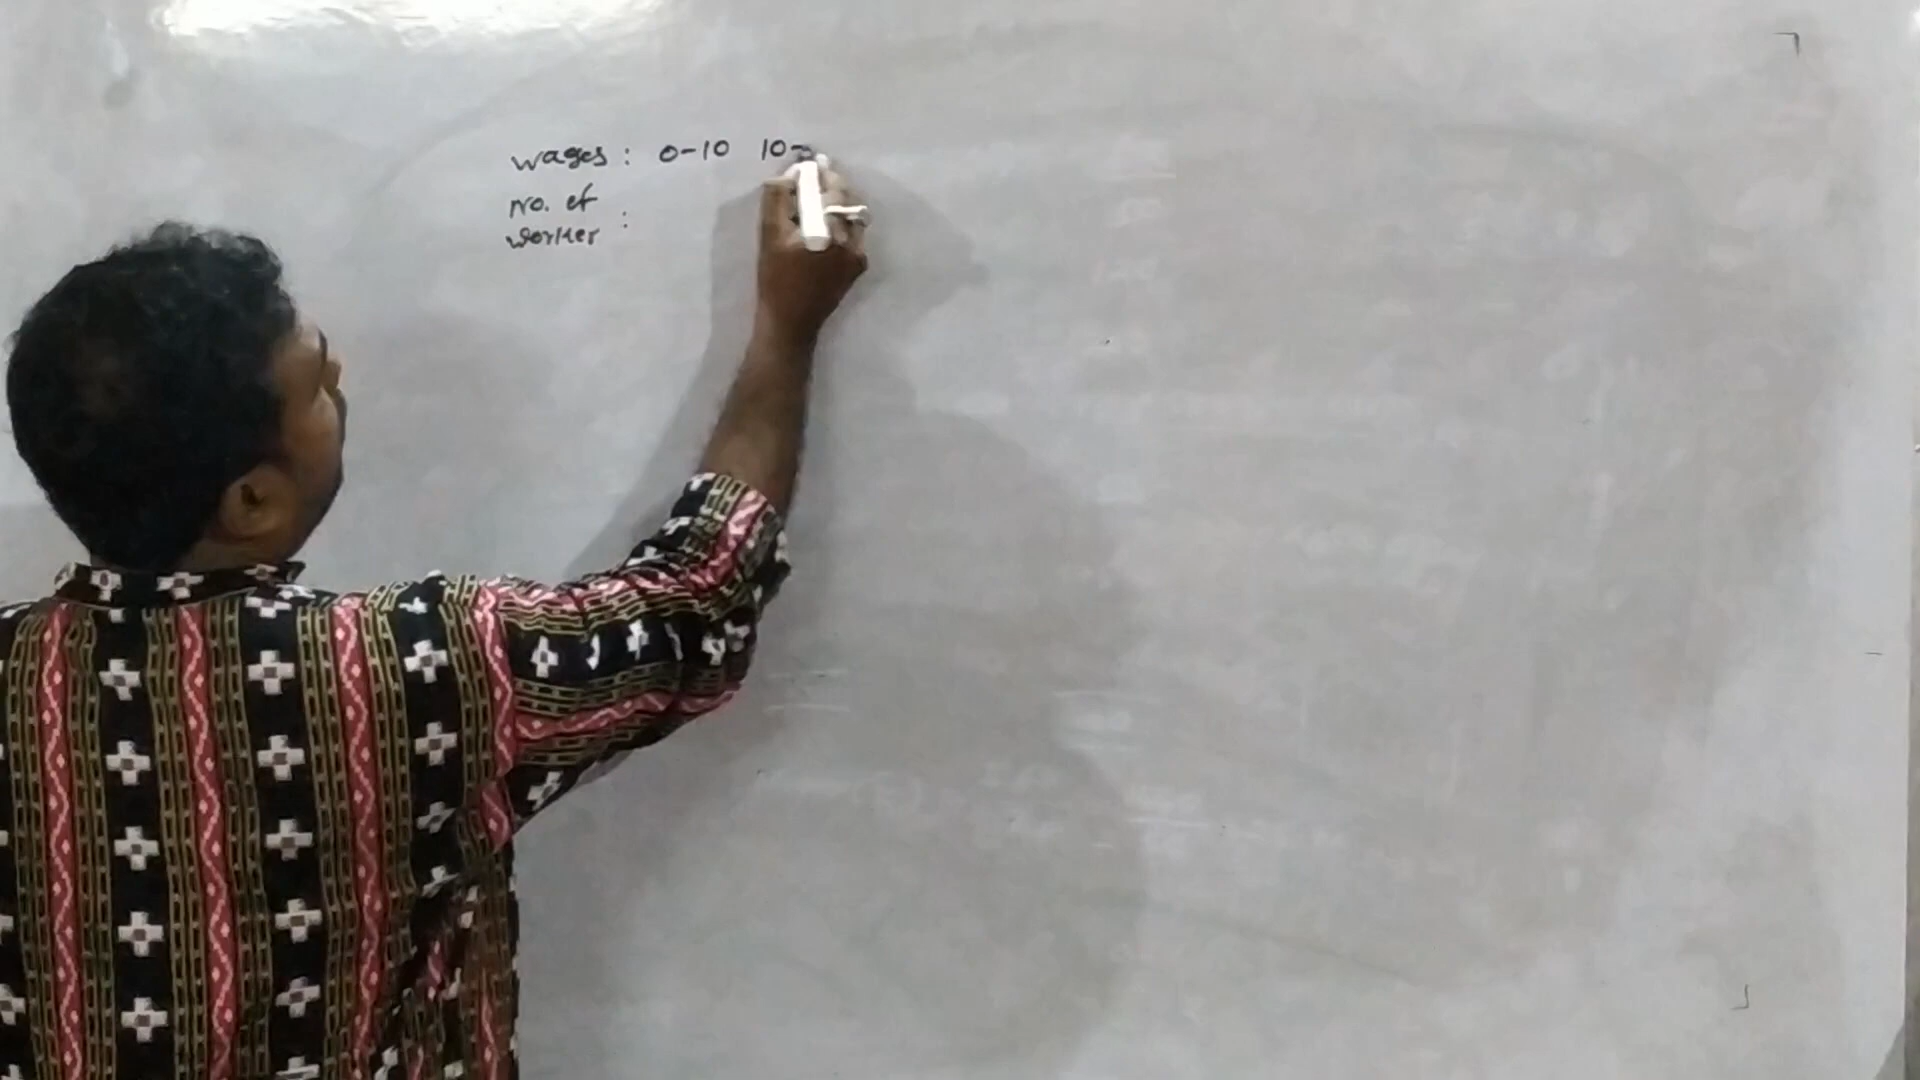 wages : 0-10 10-
no. of
worker :